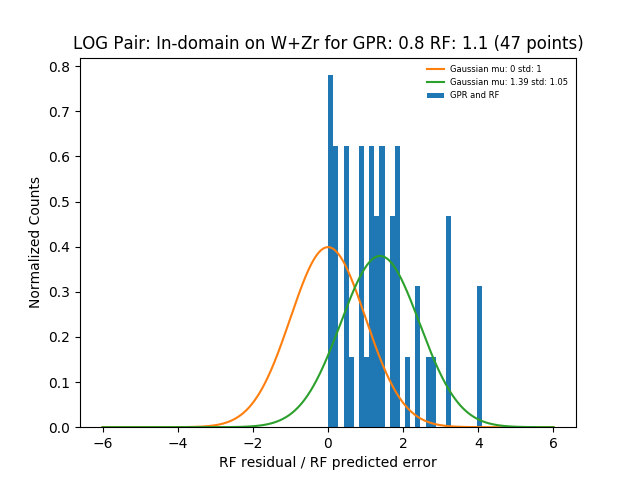 LOG Pair: In-domain on W+Zr for GPR: 0.8 RF: 1.1 (47 points)
Gaussian mu: 0 std: 1
Gaussian mu: 1.39 std: 1.05
GPR and RF
Normalized Counts
0.8
0.7
0.6
0.5
0.4
0.3
0.2
0.1
0.0
−6 −4 −2 0 2 4 6
RF residual / RF predicted error